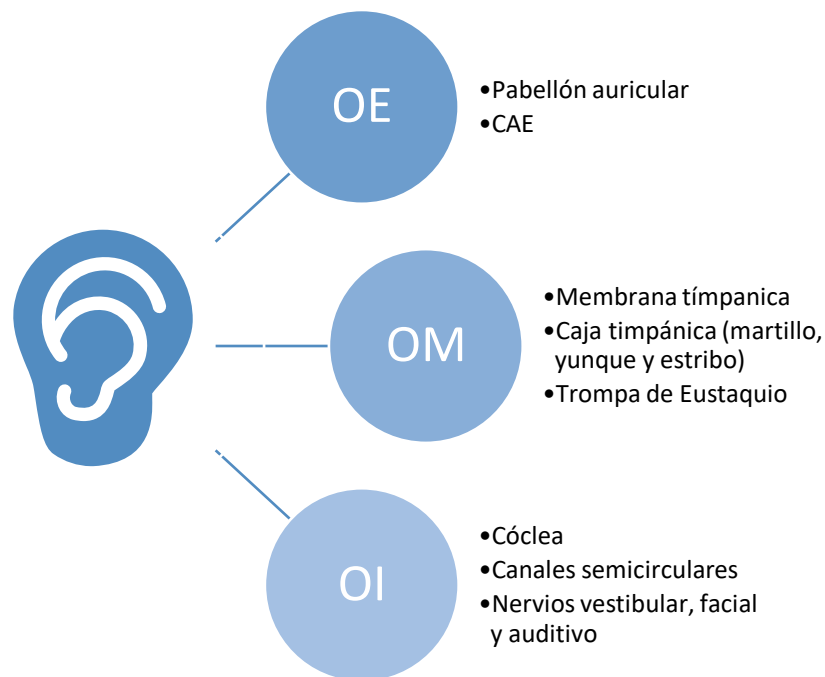 OE
•Pabellón auricular
•CAE
OM
•Membrana tímpanica
•Caja timpánica (martillo,
yunque y estribo)
•Trompa de Eustaquio
OI
•Cóclea
•Canales semicirculares
•Nervios vestibular, facial
y auditivo